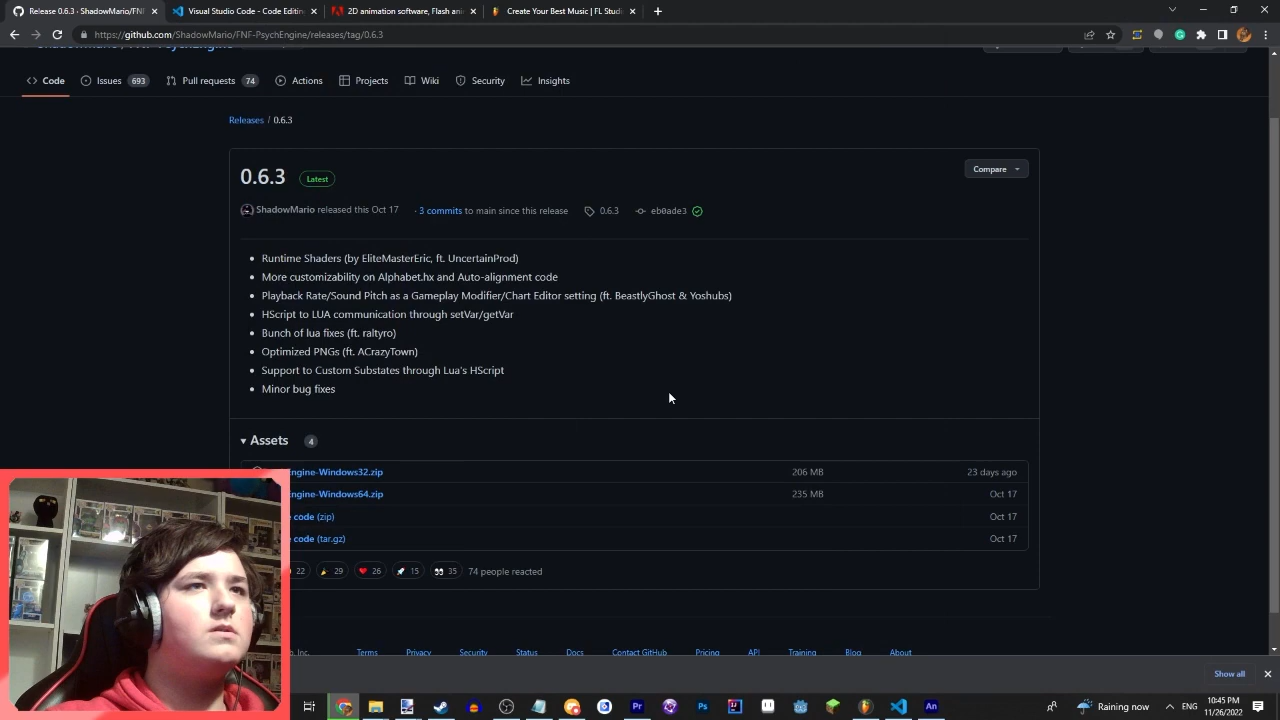 Release 0.6.3 · ShadowMario/FNF
Visual Studio Code - Code Editing
2D animation software, Flash ani
Create Your Best Music | FL Studio
https://github.com/ShadowMario/FNF-PsychEngine/releases/tag/0.6.3
Code
Issues 693
Pull requests 74
Actions
Projects
Wiki
Security
Insights
Releases / 0.6.3
0.6.3 Latest
Compare
ShadowMario released this Oct 17 · 3 commits to main since this release 0.6.3 eb0ade3
Runtime Shaders (by EliteMasterEric, ft. UncertainProd)
More customizability on Alphabet.hx and Auto-alignment code
Playback Rate/Sound Pitch as a Gameplay Modifier/Chart Editor setting (ft. BeastlyGhost & Yoshubs)
HScript to LUA communication through setVar/getVar
Bunch of lua fixes (ft. raltyro)
Optimized PNGs (ft. ACrazyTown)
Support to Custom Substates through Lua's HScript
Minor bug fixes
Assets 4
ngine-Windows32.zip 206 MB 23 days ago
ngine-Windows64.zip 235 MB Oct 17
code (zip) Oct 17
code (tar.gz) Oct 17
22 29 26 15 35 74 people reacted
b, Inc. Terms Privacy Security Status Docs Contact GitHub Pricing API Training Blog About
Show all
Raining now
ENG
10:45 PM
11/26/2022